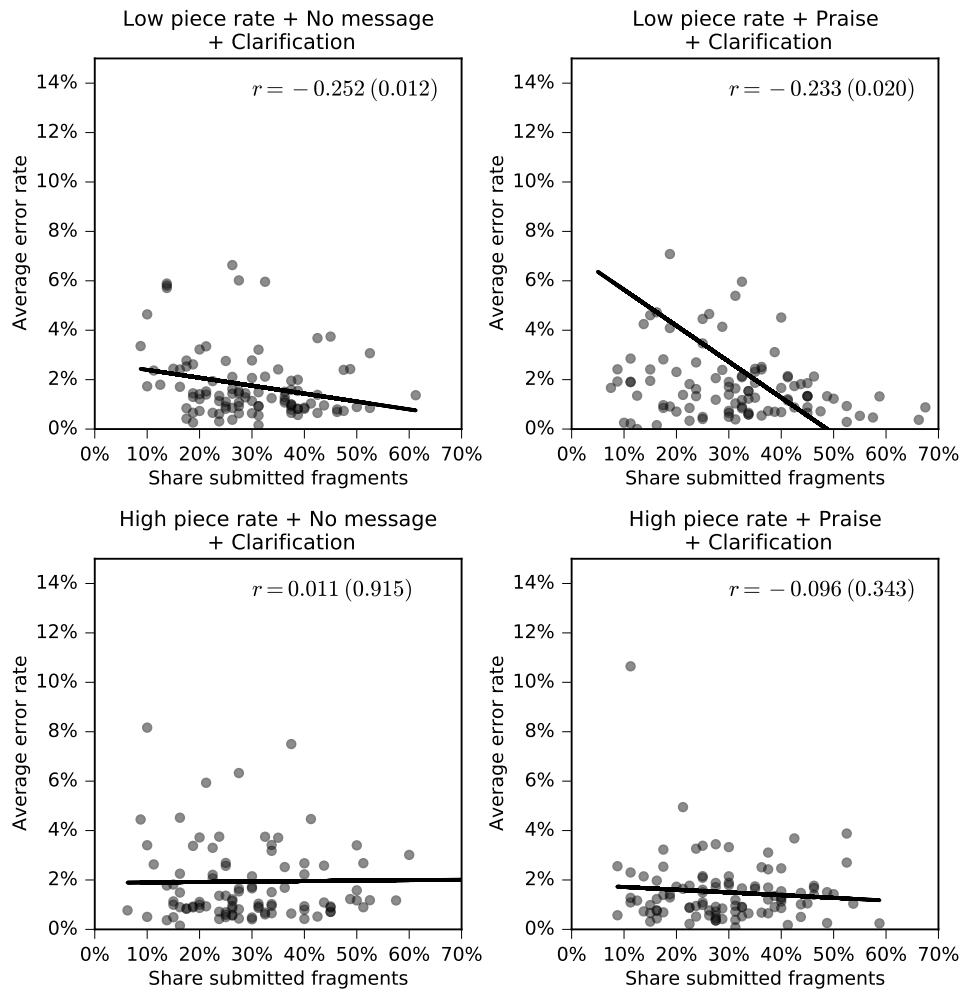 Low piece rate + No message
+ Clarification
r = − 0.252 (0.012)
14%
12%
10%
8%
6%
4%
2%
0%
Average error rate
0% 10% 20% 30% 40% 50% 60% 70%
Share submitted fragments
Low piece rate + Praise
+ Clarification
r = − 0.233 (0.020)
14%
12%
10%
8%
6%
4%
2%
0%
Average error rate
0% 10% 20% 30% 40% 50% 60% 70%
Share submitted fragments
High piece rate + No message
+ Clarification
r = 0.011 (0.915)
14%
12%
10%
8%
6%
4%
2%
0%
Average error rate
0% 10% 20% 30% 40% 50% 60% 70%
Share submitted fragments
High piece rate + Praise
+ Clarification
r = − 0.096 (0.343)
14%
12%
10%
8%
6%
4%
2%
0%
Average error rate
0% 10% 20% 30% 40% 50% 60% 70%
Share submitted fragments